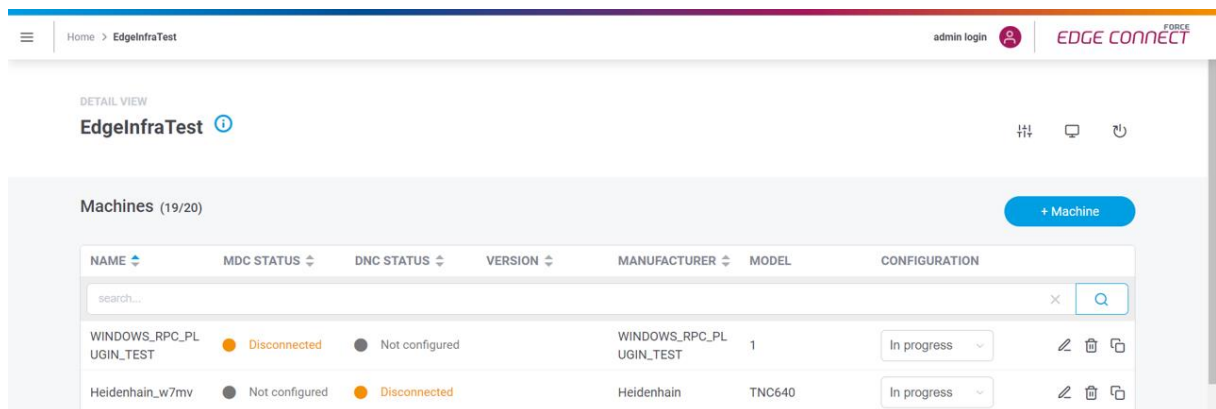 Home > EdgeInfraTest
admin login
FORCE
EDGE CONNECT
DETAIL VIEW
EdgeInfraTest
Machines (19/20)
+ Machine
NAME MDC STATUS DNC STATUS VERSION MANUFACTURER MODEL CONFIGURATION
search...
WINDOWS_RPC_PL
UGIN_TEST
Disconnected
Not configured
WINDOWS_RPC_PL
UGIN_TEST
1
In progress
Heidenhain_w7mv Not configured Disconnected Heidenhain TNC640 In progress